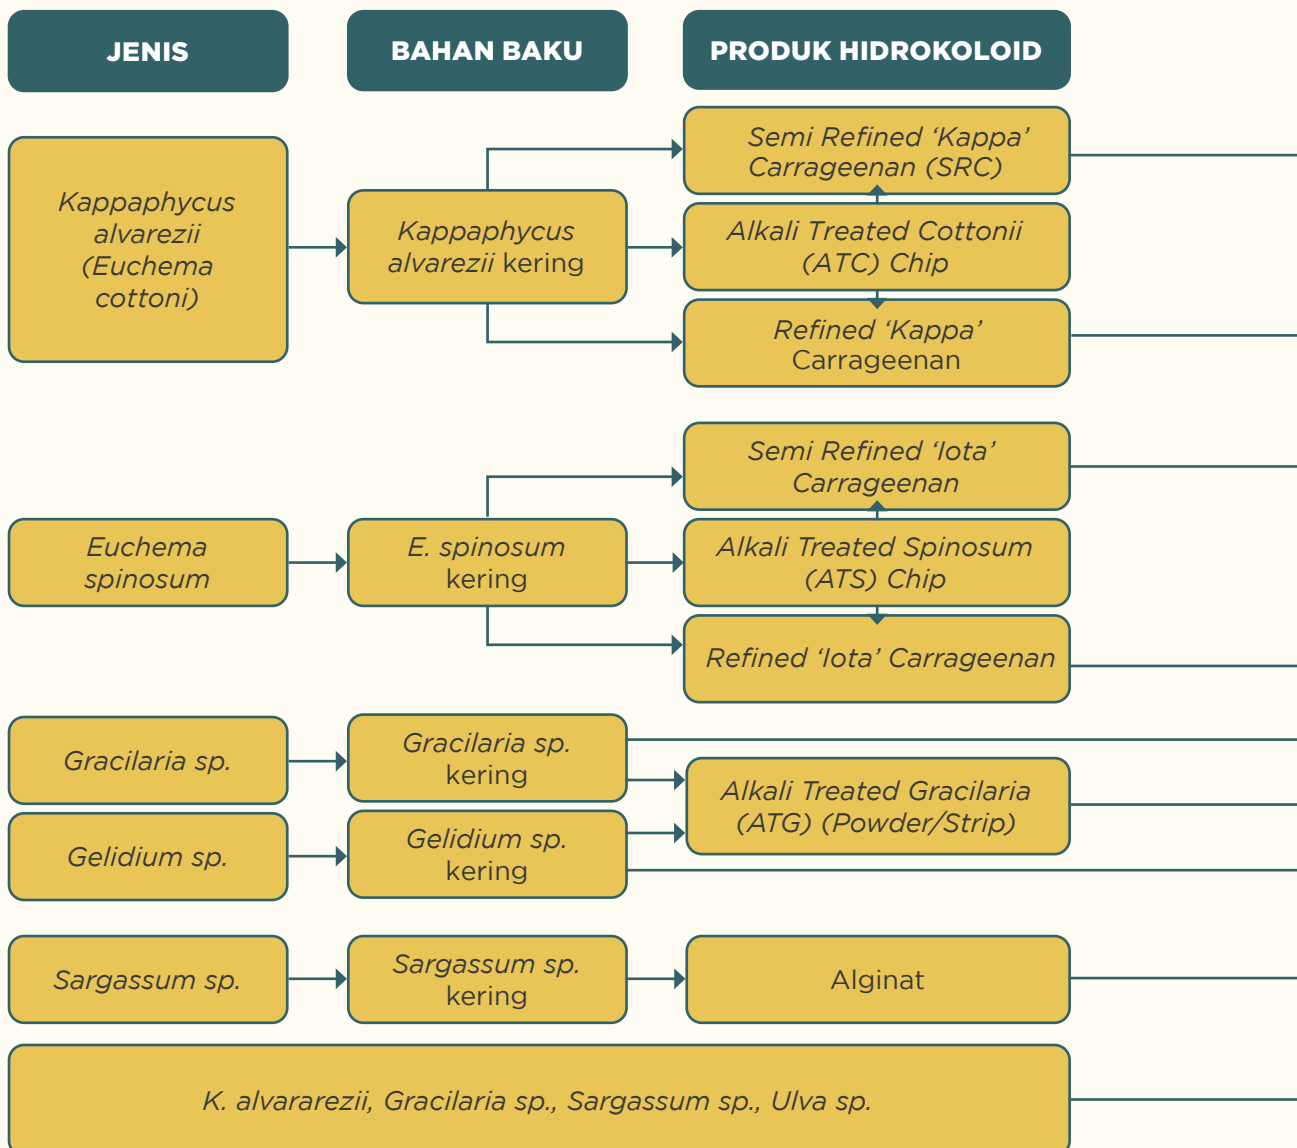 JENIS
BAHAN BAKU
PRODUK HIDROKOLOID
Kappaphycus
alvarezii
(Euchema
cottoni)
Kappaphycus
alvarezii kering
Semi Refined ‘Kappa’
Carrageenan (SRC)
Alkali Treated Cottonii
(ATC) Chip
Refined ‘Kappa’
Carrageenan
Euchema
spinosum
E. spinosum
kering
Semi Refined ‘Iota’
Carrageenan
Alkali Treated Spinosum
(ATS) Chip
Refined ‘Iota’ Carrageenan
Gracilaria sp.
Gracilaria sp.
kering
Gelidium sp.
Gelidium sp.
kering
Alkali Treated Gracilaria
(ATG) (Powder/Strip)
Sargassum sp.
Sargassum sp.
kering
Alginat
K. alvararezii, Gracilaria sp., Sargassum sp., Ulva sp.